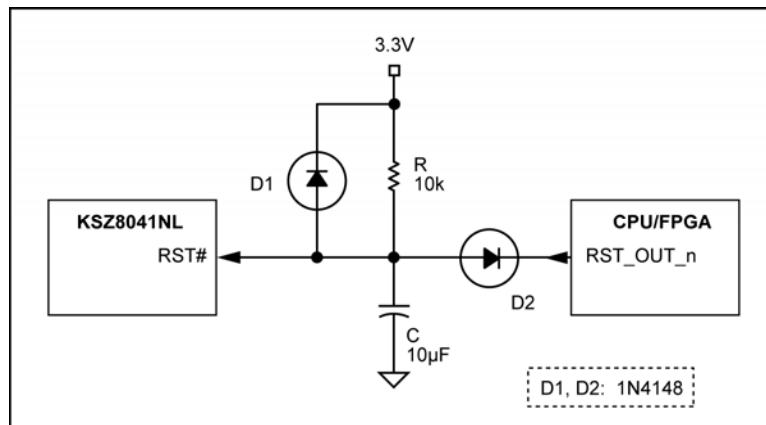 3.3V
R
10k
D1
KSZ8041NL
RST#
CPU/FPGA
RST_OUT_n
D2
C
10µF
D1, D2: 1N4148